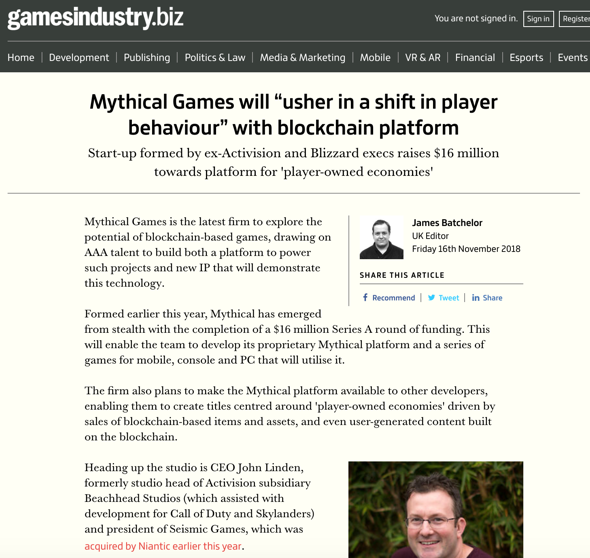 gamesindustry.biz
You are not signed in. Sign in Register
Home | Development | Publishing | Politics & Law | Media & Marketing | Mobile | VR & AR | Financial | Esports | Events
Mythical Games will “usher in a shift in player
behaviour” with blockchain platform
Start-up formed by ex-Activision and Blizzard execs raises $16 million
towards platform for 'player-owned economies'
Mythical Games is the latest firm to explore the
potential of blockchain-based games, drawing on
AAA talent to build both a platform to power
such projects and new IP that will demonstrate
this technology.
James Batchelor
UK Editor
Friday 16th November 2018
SHARE THIS ARTICLE
Recommend | Tweet | Share
Formed earlier this year, Mythical has emerged
from stealth with the completion of a $16 million Series A round of funding. This
will enable the team to develop its proprietary Mythical platform and a series of
games for mobile, console and PC that will utilise it.
The firm also plans to make the Mythical platform available to other developers,
enabling them to create titles centred around 'player-owned economies' driven by
sales of blockchain-based items and assets, and even user-generated content built
on the blockchain.
Heading up the studio is CEO John Linden,
formerly studio head of Activision subsidiary
Beachhead Studios (which assisted with
development for Call of Duty and Skylanders)
and president of Seismic Games, which was
acquired by Niantic earlier this year.